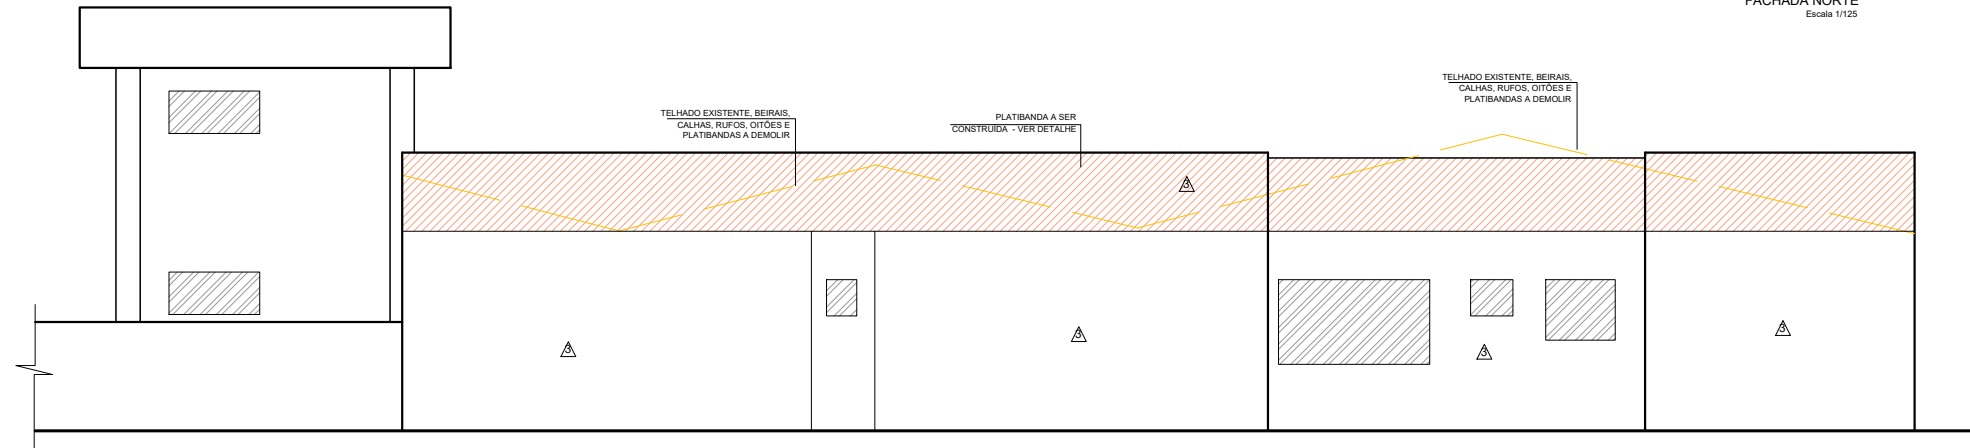 FACHADA NORTE
Escala 1/125
TELHADO EXISTENTE, BEIRAIS,
CALHAS, RUFOS, OITÕES E
PLATIBANDAS A DEMOLIR
PLATIBANDA A SER
CONSTRUÍDA - VER DETALHE
TELHADO EXISTENTE, BEIRAIS,
CALHAS, RUFOS, OITÕES E
PLATIBANDAS A DEMOLIR
3
3
3
3
3